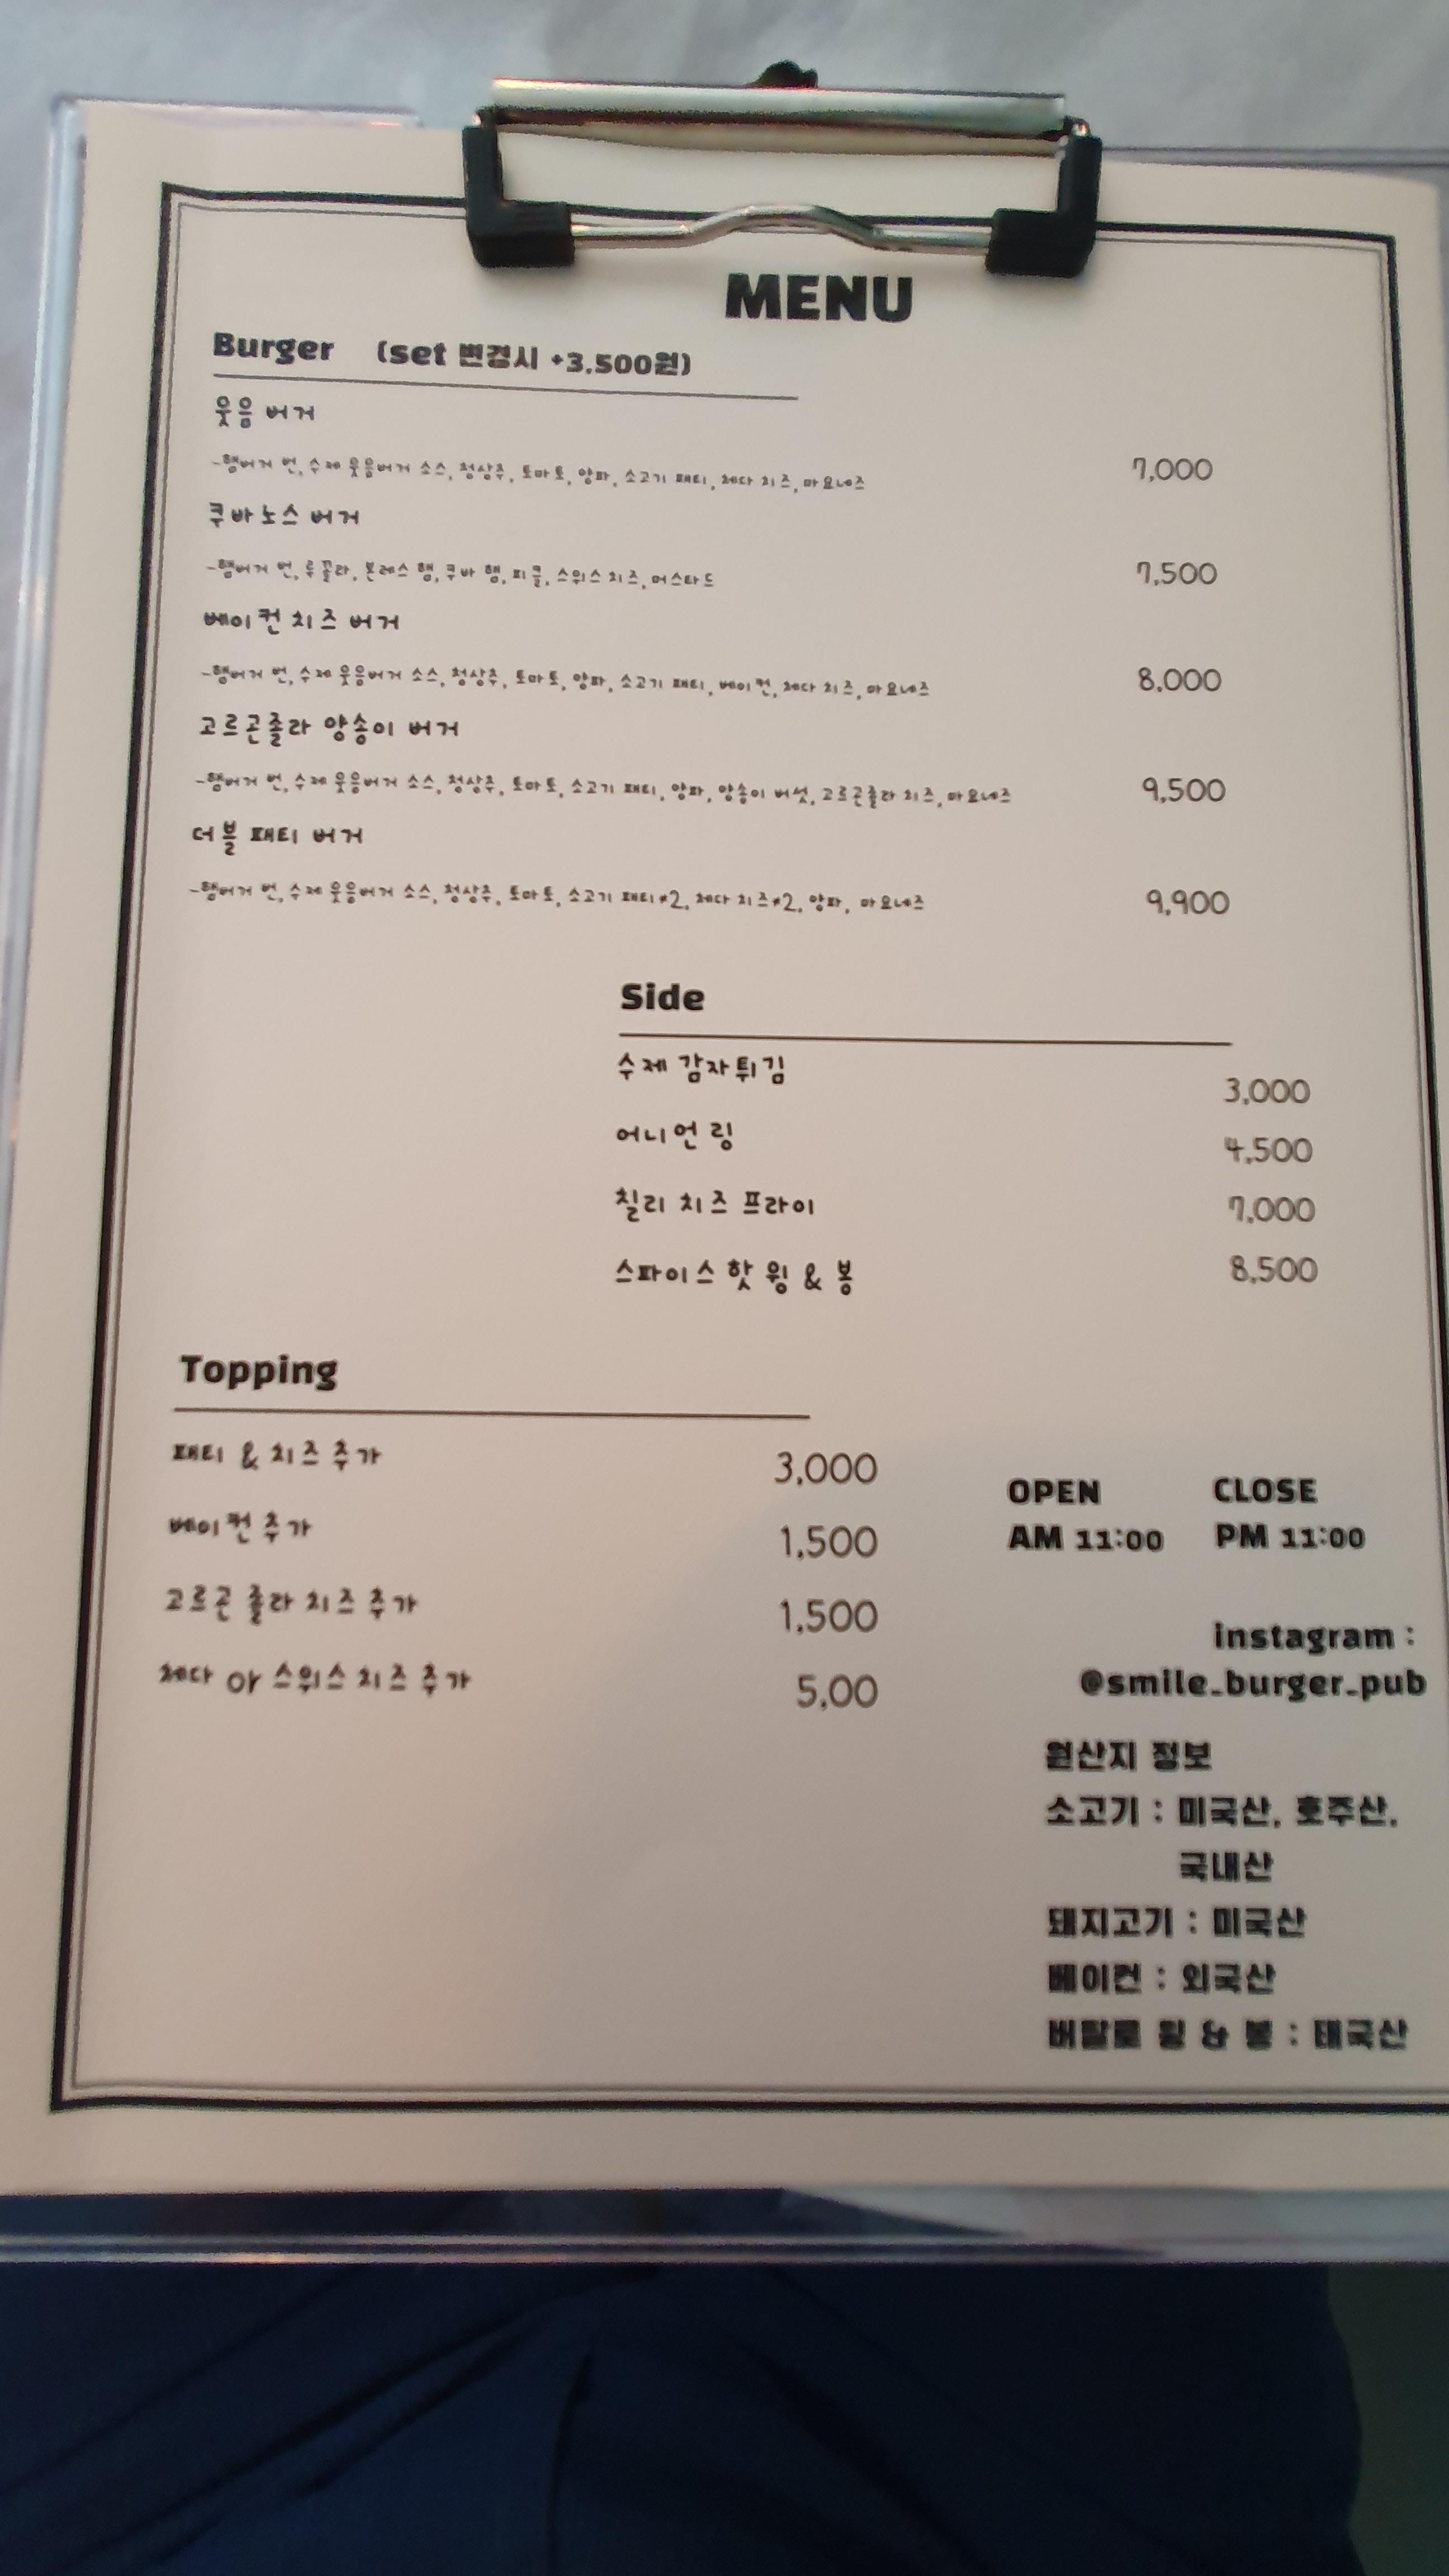 MENU
Burger (set 변경시 +3,500원)
웃음 버거
-햄버거 번, 수제 웃음버거 소스, 청상추, 토마토, 양파, 소고기 패티, 체다 치즈, 마요네즈 7,000
쿠바노스 버거
-햄버거 번, 루꼴라, 본레스 햄, 쿠바 햄, 피클, 스위스 치즈, 머스타드 7,500
베이컨 치즈 버거
-햄버거 번, 수제 웃음버거 소스, 청상추, 토마토, 양파, 소고기 패티, 베이컨, 체다 치즈, 마요네즈 8,000
고르곤졸라 양송이 버거
-햄버거 번, 수제 웃음버거 소스, 청상추, 토마토, 소고기 패티, 양파, 양송이 버섯, 고르곤졸라 치즈, 마요네즈 9,500
더블 패티 버거
-햄버거 번, 수제 웃음버거 소스, 청상추, 토마토, 소고기 패티*2, 체다 치즈*2, 양파, 마요네즈 9,900
Side
수제 감자튀김 3,000
어니언 링 4,500
칠리 치즈 프라이 7,000
스파이스 핫 윙 & 봉 8,500
Topping
패티 & 치즈 추가 3,000
베이컨 추가 1,500
고르곤 졸라 치즈 추가 1,500
체다 or 스위스 치즈 추가 5,00
OPEN CLOSE
AM 11:00 PM 11:00
instagram :
@smile_burger_pub
원산지 정보
소고기 : 미국산, 호주산,
국내산
돼지고기 : 미국산
베이컨 : 외국산
버팔로 윙 & 봉 : 태국산